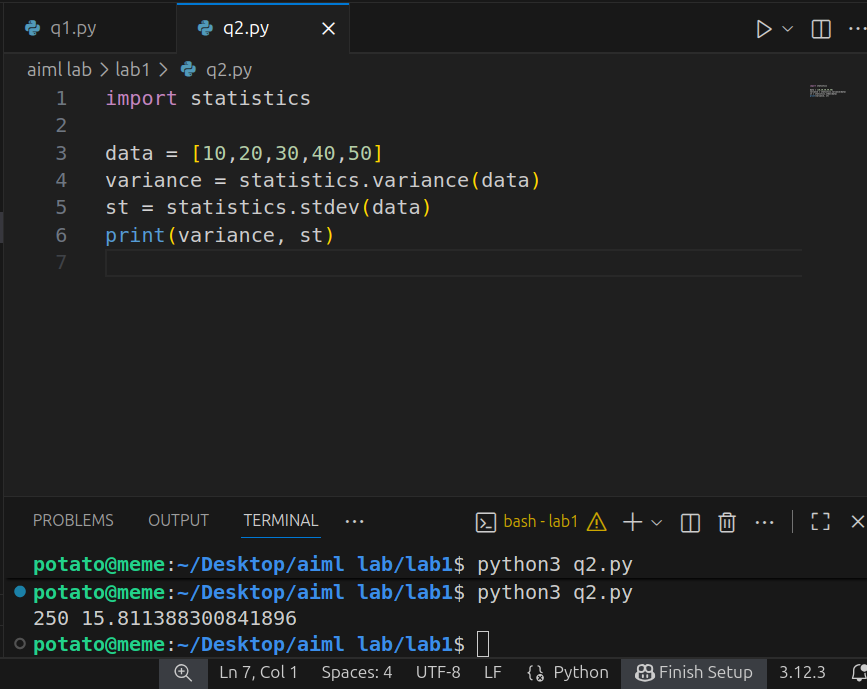 q1.py q2.py
aiml lab > lab1 > q2.py
1 import statistics
2
3 data = [10,20,30,40,50]
4 variance = statistics.variance(data)
5 st = statistics.stdev(data)
6 print(variance, st)
7
PROBLEMS OUTPUT TERMINAL ··· bash - lab1
potato@meme:~/Desktop/aiml lab/lab1$ python3 q2.py
potato@meme:~/Desktop/aiml lab/lab1$ python3 q2.py
250 15.811388300841896
potato@meme:~/Desktop/aiml lab/lab1$
Ln 7, Col 1 Spaces: 4 UTF-8 LF Python Finish Setup 3.12.3